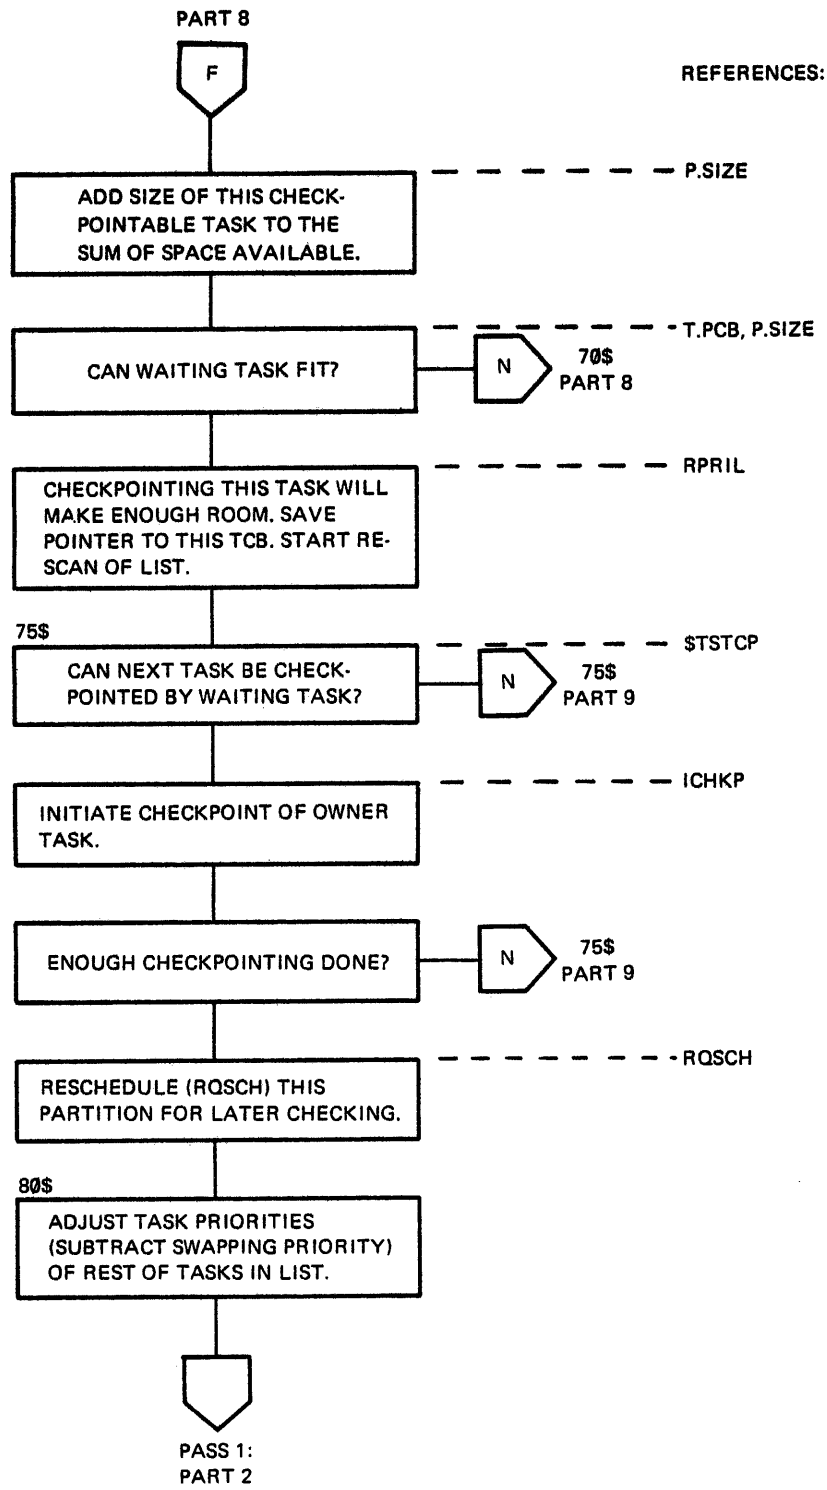 PART 8
F
REFERENCES:
P.SIZE
ADD SIZE OF THIS CHECK-
POINTABLE TASK TO THE
SUM OF SPACE AVAILABLE.
T.PCB, P.SIZE
CAN WAITING TASK FIT?
N
70$
PART 8
RPRIL
CHECKPOINTING THIS TASK WILL
MAKE ENOUGH ROOM. SAVE
POINTER TO THIS TCB. START RE-
SCAN OF LIST.
75$
$TSTCP
CAN NEXT TASK BE CHECK-
POINTED BY WAITING TASK?
N
75$
PART 9
ICHKP
INITIATE CHECKPOINT OF OWNER
TASK.
ENOUGH CHECKPOINTING DONE?
N
75$
PART 9
RQSCH
RESCHEDULE (RQSCH) THIS
PARTITION FOR LATER CHECKING.
80$
ADJUST TASK PRIORITIES
(SUBTRACT SWAPPING PRIORITY)
OF REST OF TASKS IN LIST.
PASS 1:
PART 2